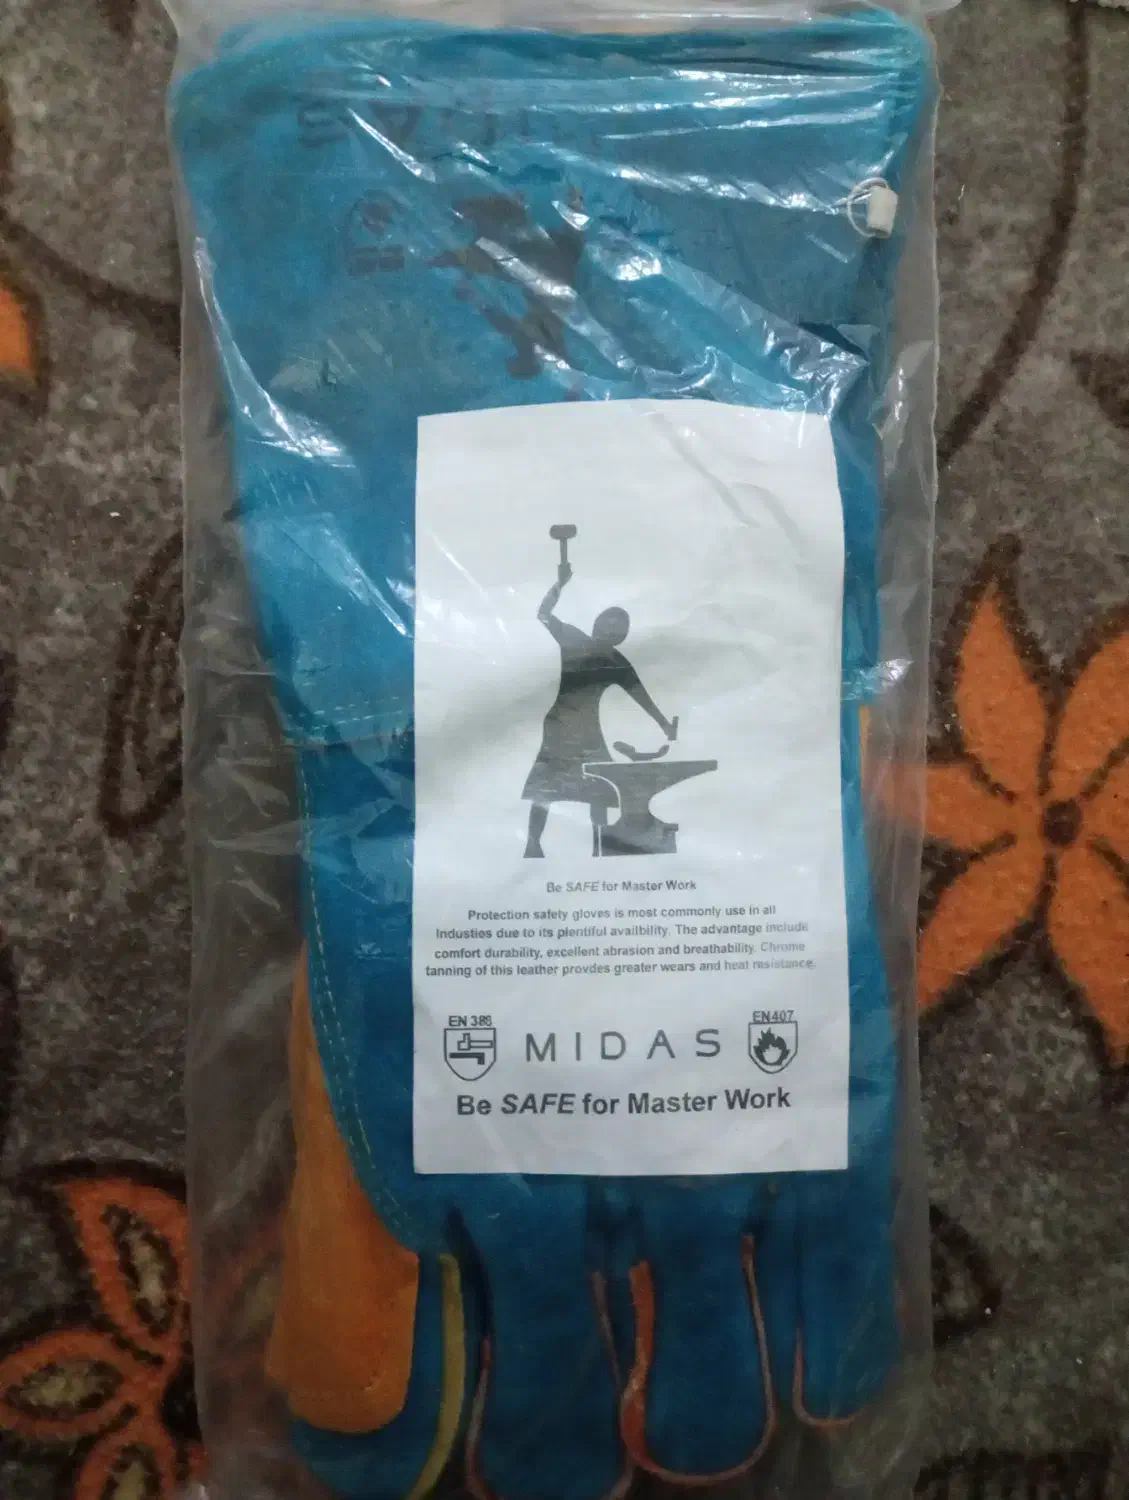 Be SAFE for Master Work
Protection safety gloves is most commonly use in all
Industies due to its plentiful availbility. The advantage include
comfort durability, excellent abrasion and breathability. Chrome
tanning of this leather provdes greater wears and heat resistance.
EN 388 MIDAS EN407
Be SAFE for Master Work